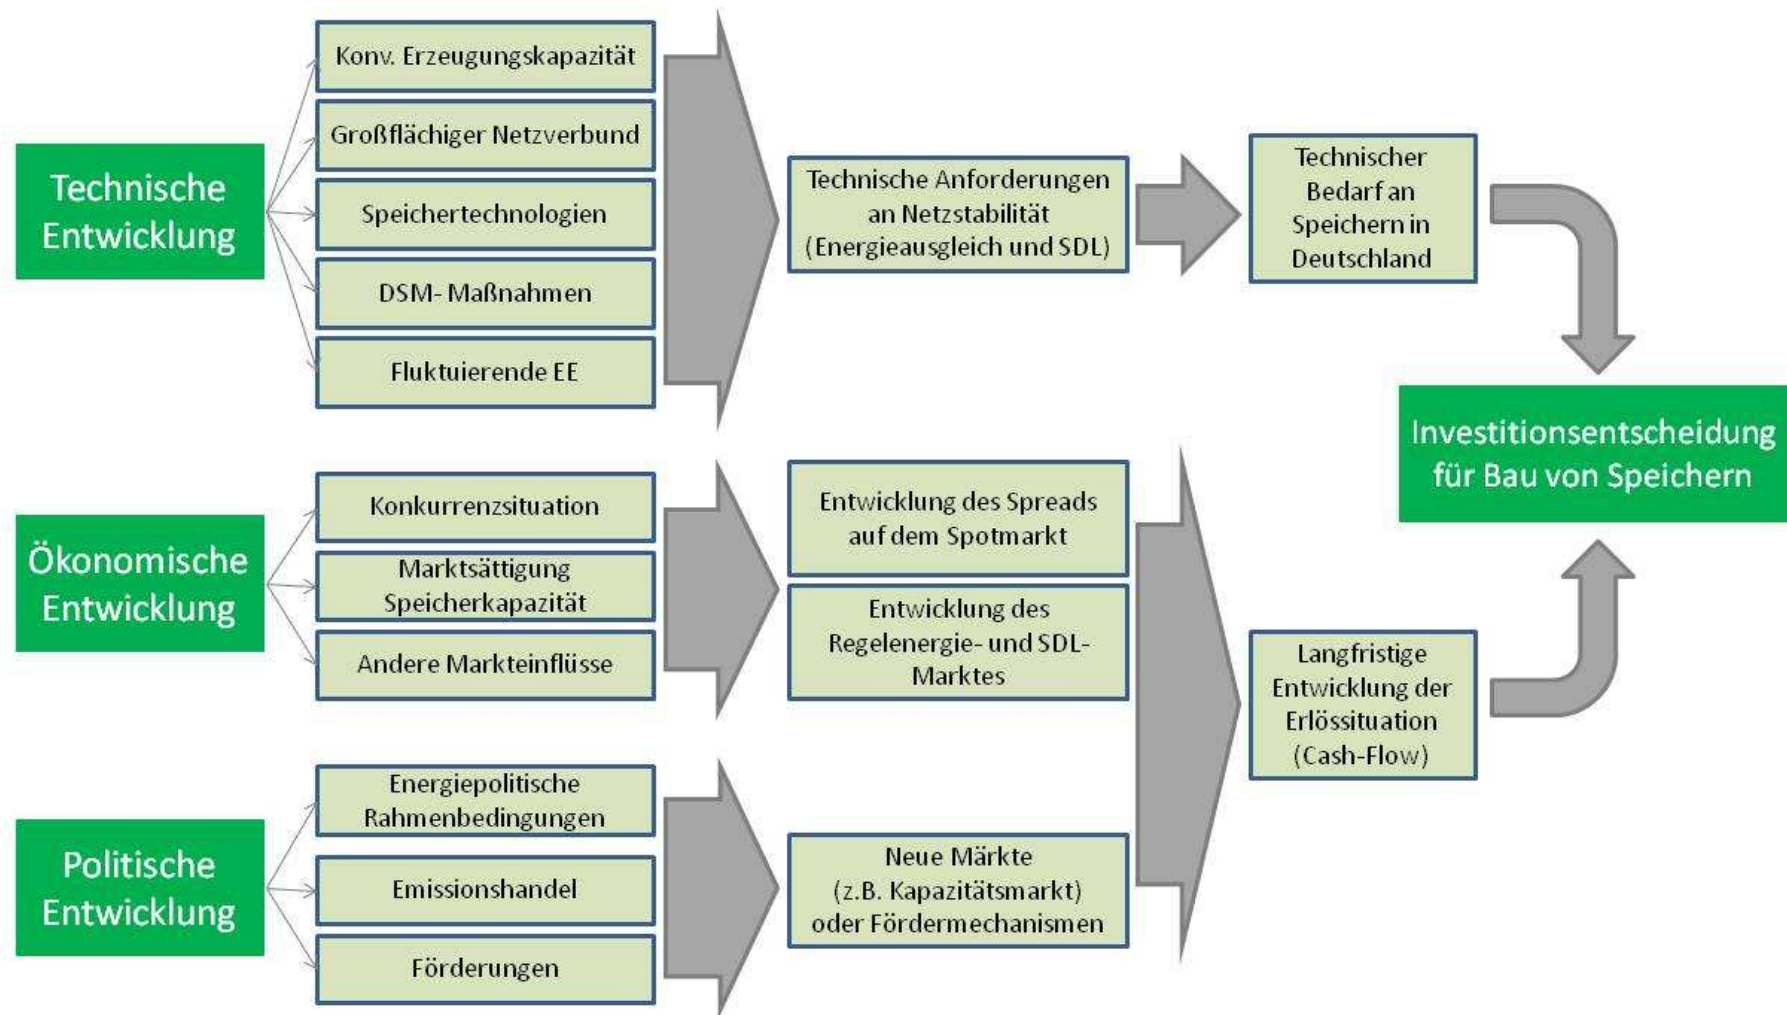 Technische
Entwicklung
Konv. Erzeugungskapazität
Großflächiger Netzverbund
Speichertechnologien
DSM- Maßnahmen
Fluktuierende EE
Technische Anforderungen
an Netzstabilität
(Energieausgleich und SDL)
Technischer
Bedarf an
Speichern in
Deutschland
Investitionsentscheidung
für Bau von Speichern
Ökonomische
Entwicklung
Konkurrenzsituation
Marktsättigung
Speicherkapazität
Andere Markteinflüsse
Entwicklung des Spreads
auf dem Spotmarkt
Entwicklung des
Regelenergie- und SDL-
Marktes
Langfristige
Entwicklung der
Erlössituation
(Cash-Flow)
Politische
Entwicklung
Energiepolitische
Rahmenbedingungen
Emissionshandel
Förderungen
Neue Märkte
(z.B. Kapazitätsmarkt)
oder Fördermechanismen